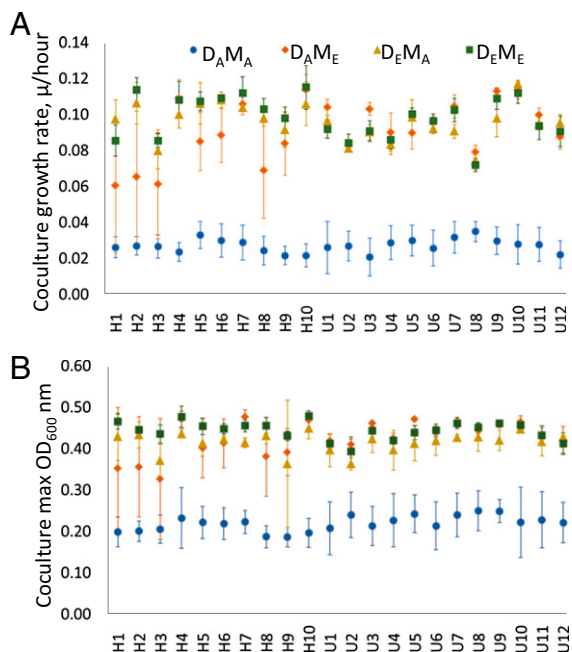 A
D_AM_A D_AM_E D_EM_A D_EM_E
Coculture growth rate, µ/hour
0.14
0.12
0.10
0.08
0.06
0.04
0.02
0.00
H1 H2 H3 H4 H5 H6 H7 H8 H9 H10 U1 U2 U3 U4 U5 U6 U7 U8 U9 U10 U11 U12
B
Coculture max OD600 nm
0.60
0.50
0.40
0.30
0.20
0.10
0.00
H1 H2 H3 H4 H5 H6 H7 H8 H9 H10 U1 U2 U3 U4 U5 U6 U7 U8 U9 U10 U11 U12